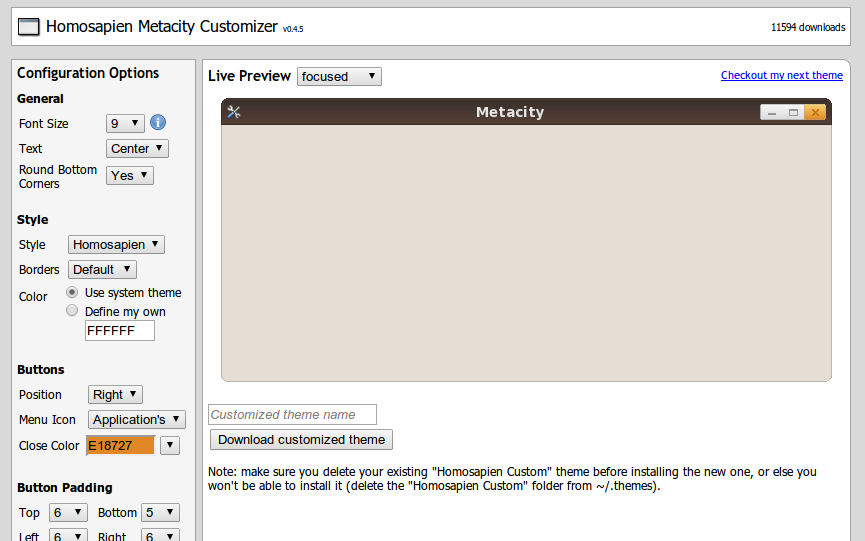 Homosapien Metacity Customizer v0.4.5
11594 downloads
Configuration Options
General
Font Size 9 i
Text Center
Round Bottom
Corners Yes
Style
Style Homosapien
Borders Default
Color Use system theme
Define my own
FFFFFF
Buttons
Position Right
Menu Icon Application's
Close Color E18727
Button Padding
Top 6 Bottom 5
Left 6 Right 6
Live Preview focused
Checkout my next theme
Metacity
Customized theme name
Download customized theme
Note: make sure you delete your existing "Homosapien Custom" theme before installing the new one, or else you
won't be able to install it (delete the "Homosapien Custom" folder from ~/.themes).